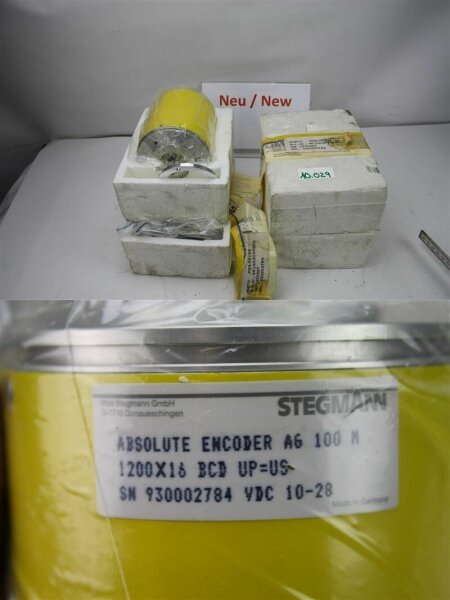 Neu / New
10.029
Max Stegmann GmbH
D-7710 Donaueschingen
STEGMANN
ABSOLUTE ENCODER AG 100 M
1200X16 BCD UP=US
SN 930002784 VDC 10-28
Made in Germany